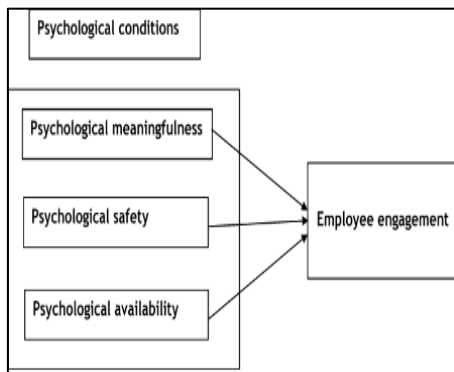 Psychological conditions
Psychological meaningfulness
Psychological safety
Employee engagement
Psychological availability